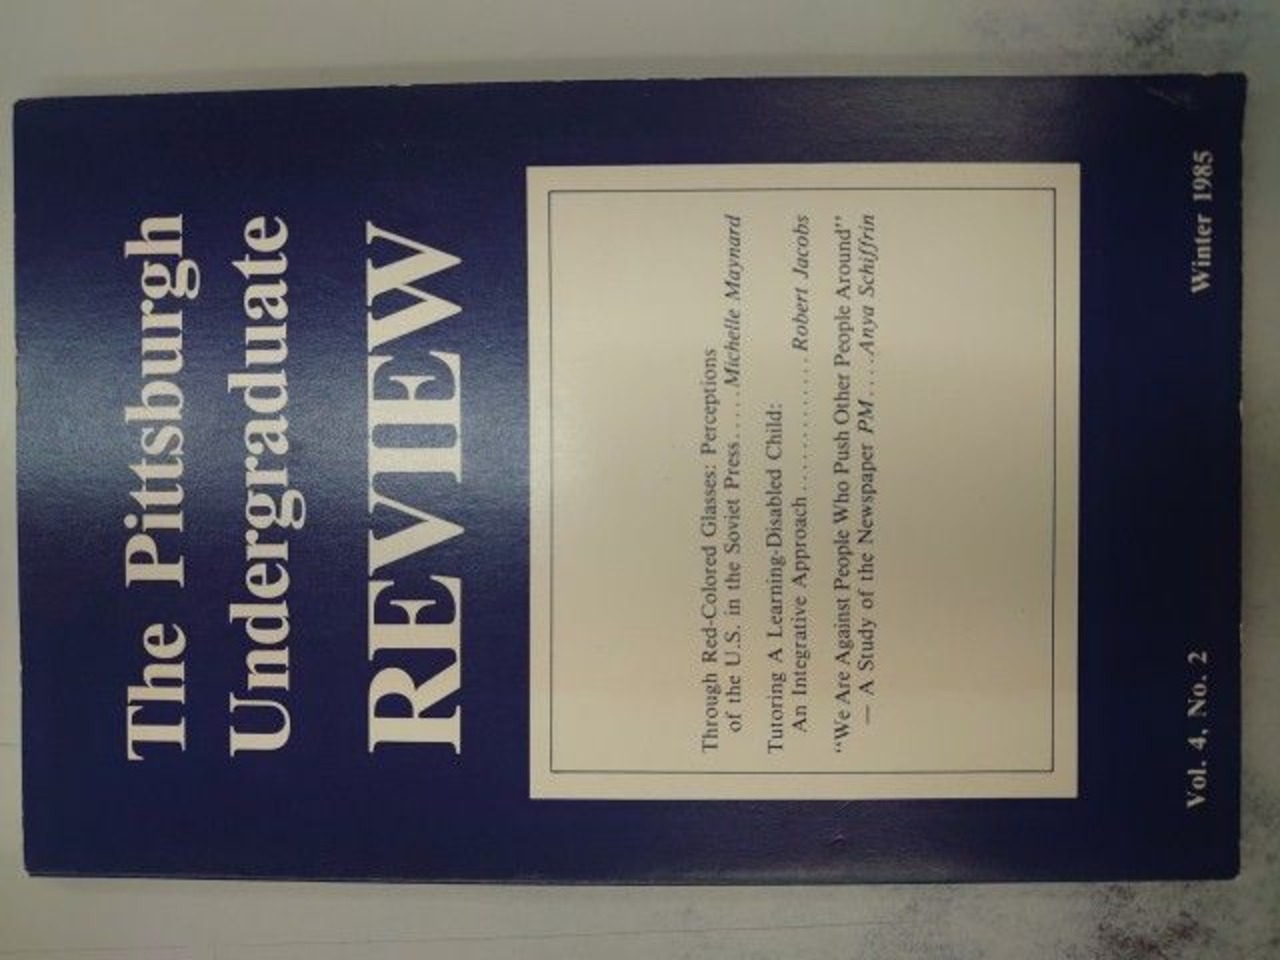 The Pittsburgh
Undergraduate
REVIEW
Through Red-Colored Glasses: Perceptions
of the U.S. in the Soviet Press.....Michelle Maynard
Tutoring A Learning-Disabled Child:
An Integrative Approach............Robert Jacobs
“We Are Against People Who Push Other People Around”
— A Study of the Newspaper PM....Anya Schiffrin
Vol. 4, No. 2 Winter 1985